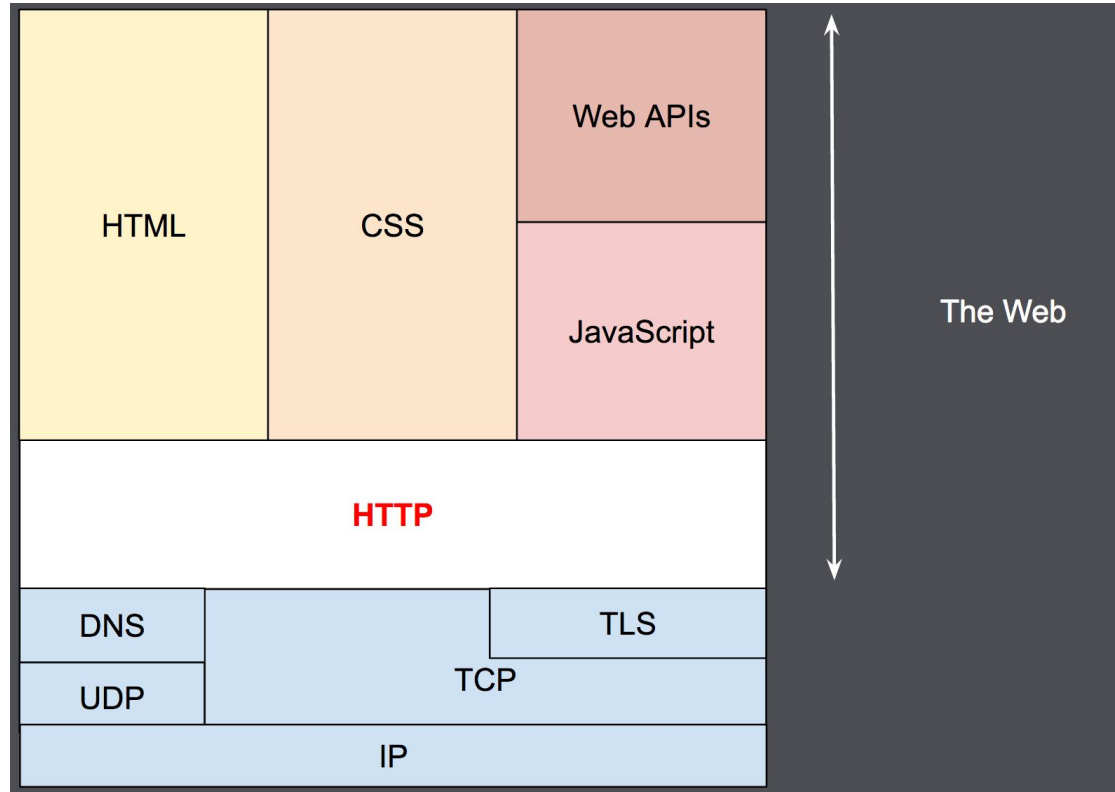 Web APIs
HTML
CSS
The Web
JavaScript
HTTP
DNS
TLS
TCP
UDP
IP